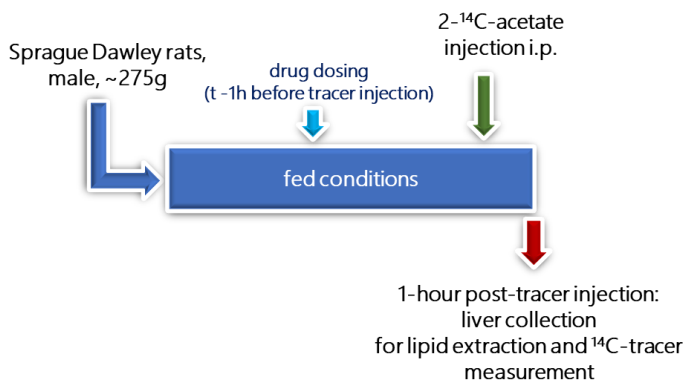 Sprague Dawley rats,
male, ~275g
drug dosing
(t -1h before tracer injection)
2-¹⁴C-acetate
injection i.p.
fed conditions
1-hour post-tracer injection:
liver collection
for lipid extraction and ¹⁴C-tracer
measurement